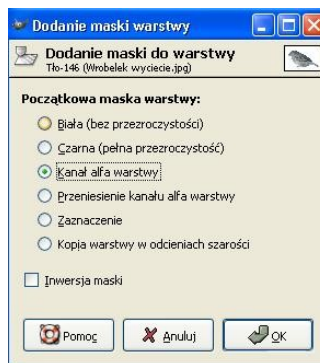 Dodanie maski warstwy
Dodanie maski do warstwy
Tło-146 (Wrobelek wyciecie.jpg)
Początkowa maska warstwy:
Biała (bez przezroczystości)
Czarna (pełna przezroczystość)
Kanał alfa warstwy
Przeniesienie kanału alfa warstwy
Zaznaczenie
Kopia warstwy w odcieniach szarości
Inwersja maski
Pomoc
Anuluj
OK